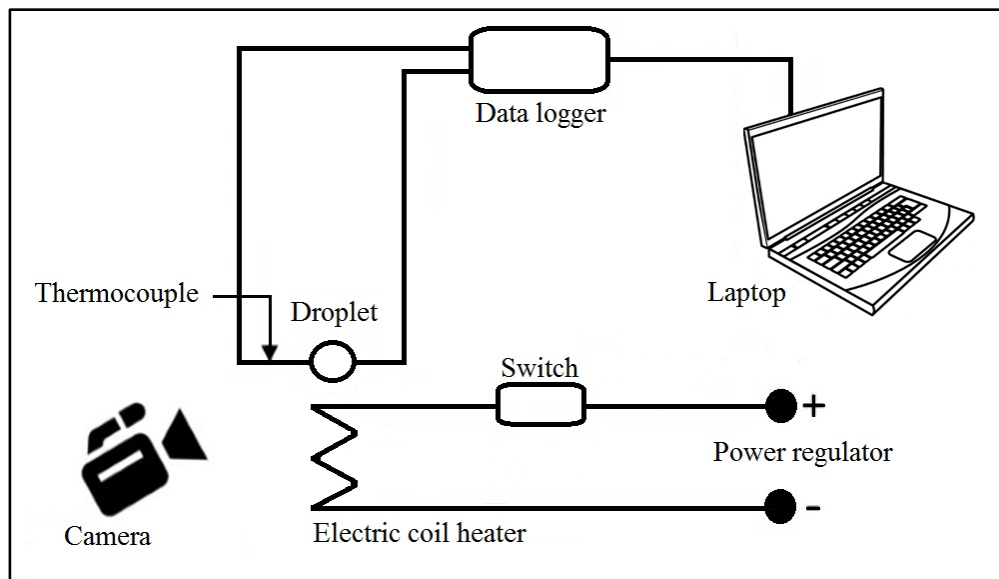 Data logger
Thermocouple
Droplet
Laptop
Switch
+
Power regulator
-
Electric coil heater
Camera